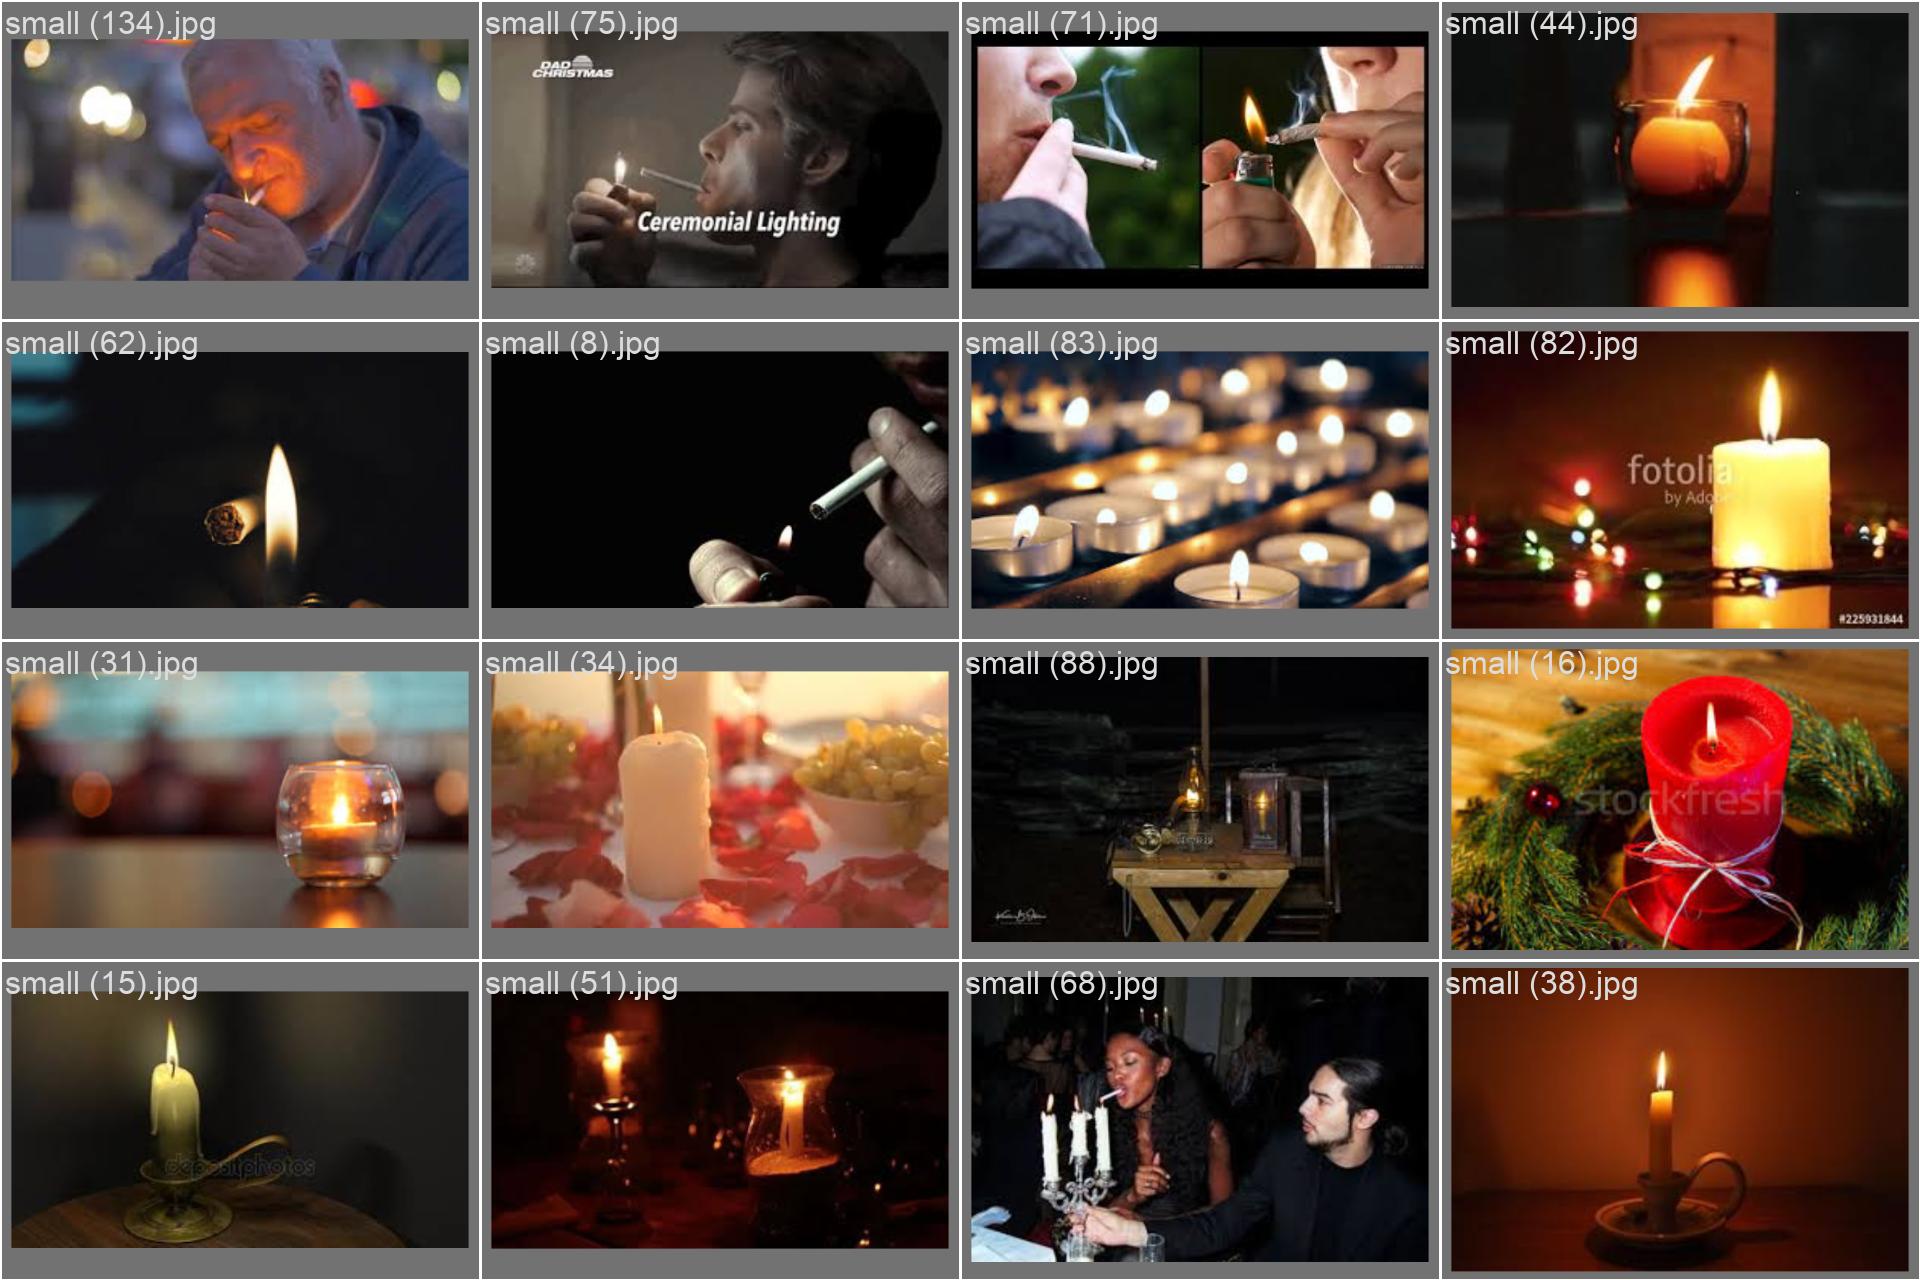 small (134).jpg
small (75).jpg
small (71).jpg
small (44).jpg
DAD
CHRISTMAS
Ceremonial Lighting
small (62).jpg
small (8).jpg
small (83).jpg
small (82).jpg
fotolia
by Adobe
#225931844
small (31).jpg
small (34).jpg
small (88).jpg
small (16).jpg
stockfresh
small (15).jpg
small (51).jpg
small (68).jpg
small (38).jpg
depositphotos